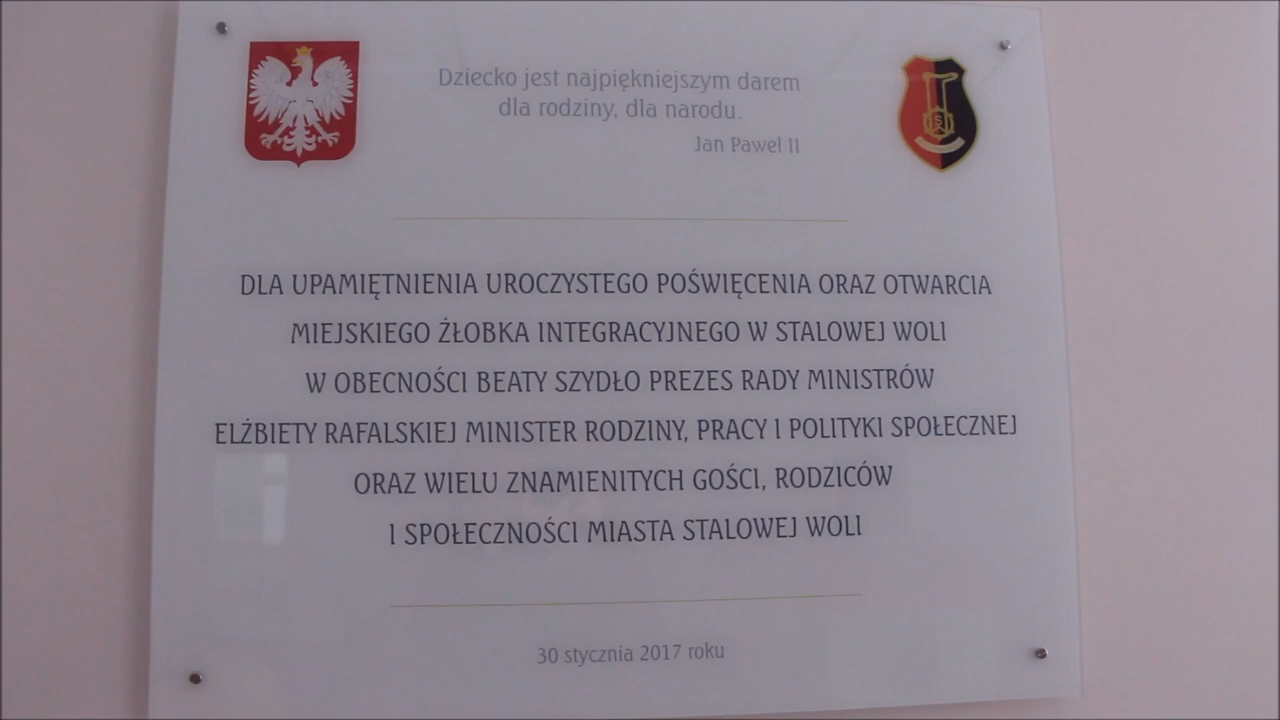 Dziecko jest najpiękniejszym darem
dla rodziny, dla narodu.
Jan Paweł II
DLA UPAMIĘTNIENIA UROCZYSTEGO POŚWIĘCENIA ORAZ OTWARCIA
MIEJSKIEGO ŻŁOBKA INTEGRACYJNEGO W STALOWEJ WOLI
W OBECNOŚCI BEATY SZYDŁO PREZES RADY MINISTRÓW
ELŻBIETY RAFALSKIEJ MINISTER RODZINY, PRACY I POLITYKI SPOŁECZNEJ
ORAZ WIELU ZNAMIENITYCH GOŚCI, RODZICÓW
I SPOŁECZNOŚCI MIASTA STALOWEJ WOLI
30 stycznia 2017 roku